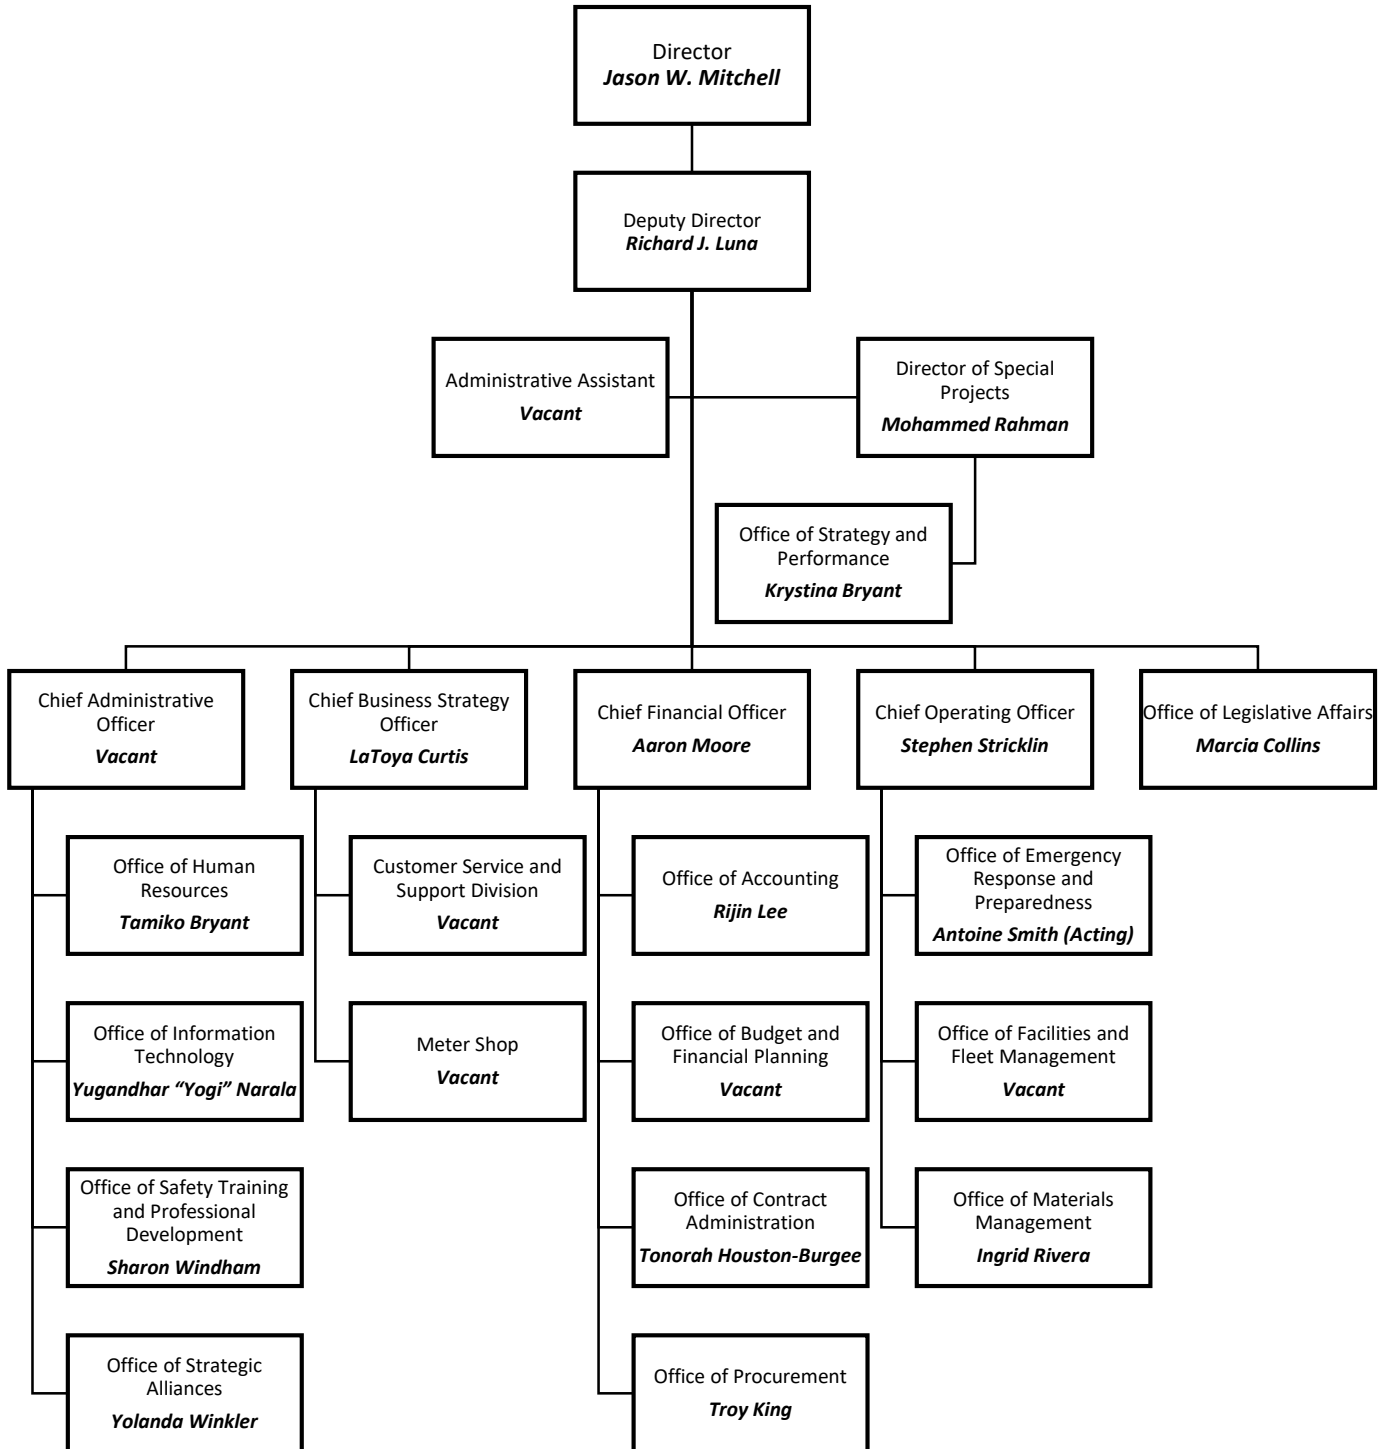 Director
Jason W. Mitchell
Deputy Director
Richard J. Luna
Administrative Assistant
Vacant
Director of Special
Projects
Mohammed Rahman
Office of Strategy and
Performance
Krystina Bryant
Chief Administrative
Officer
Vacant
Chief Business Strategy
Officer
LaToya Curtis
Chief Financial Officer
Aaron Moore
Chief Operating Officer
Stephen Stricklin
Office of Legislative Affairs
Marcia Collins
Office of Human
Resources
Tamiko Bryant
Customer Service and
Support Division
Vacant
Office of Accounting
Rijin Lee
Office of Emergency
Response and
Preparedness
Antoine Smith (Acting)
Office of Information
Technology
Yugandhar “Yogi” Narala
Meter Shop
Vacant
Office of Budget and
Financial Planning
Vacant
Office of Facilities and
Fleet Management
Vacant
Office of Safety Training
and Professional
Development
Sharon Windham
Office of Contract
Administration
Tonorah Houston-Burgee
Office of Materials
Management
Ingrid Rivera
Office of Strategic
Alliances
Yolanda Winkler
Office of Procurement
Troy King